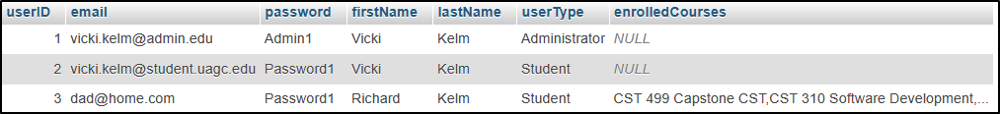 userID email password firstName lastName userType enrolledCourses
1 vicki.kelm@admin.edu Admin1 Vicki Kelm Administrator NULL
2 vicki.kelm@student.uagc.edu Password1 Vicki Kelm Student NULL
3 dad@home.com Password1 Richard Kelm Student CST 499 Capstone CST,CST 310 Software Development,...